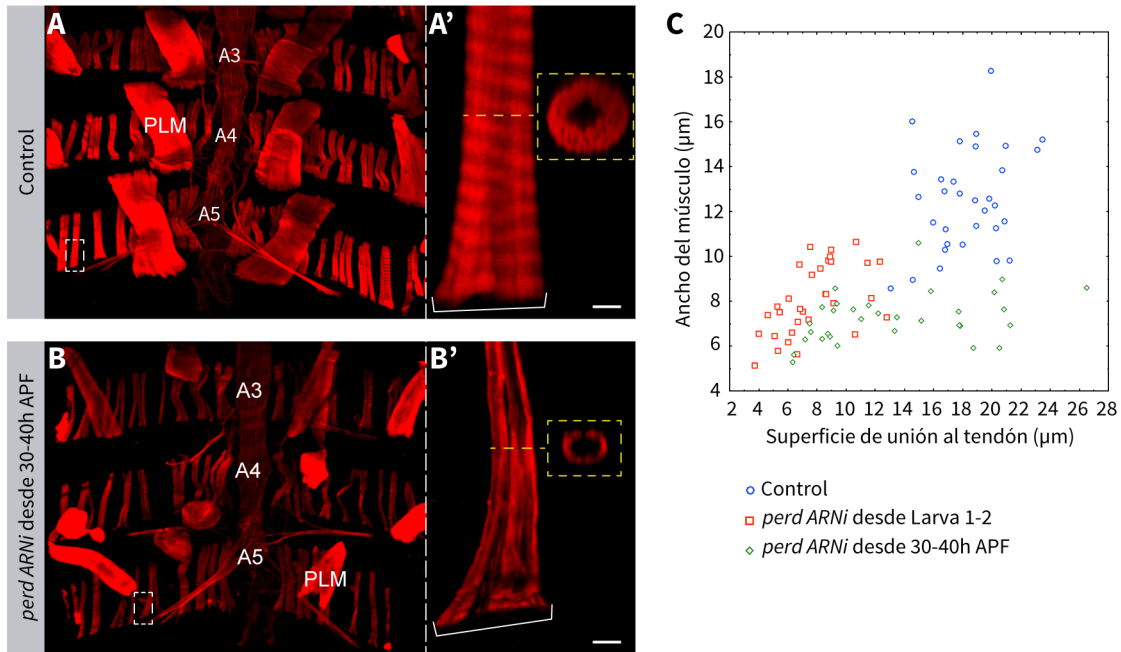 A
A3
PLM
A4
A5
Control
A'
B
A3
A4
A5
PLM
perd ARNi desde 30-40h APF
B'
C
Ancho del músculo (µm)
20
18
16
14
12
10
8
6
4
2 4 6 8 10 12 14 16 18 20 22 24 26 28
Superficie de unión al tendón (µm)
Control
perd ARNi desde Larva 1-2
perd ARNi desde 30-40h APF